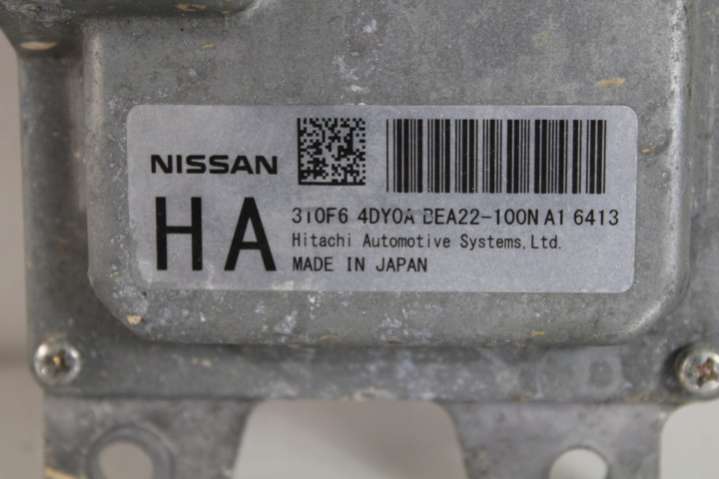 NISSAN
HA
310F6 4DY0A BEA22-100N A1 6413
Hitachi Automotive Systems,Ltd.
MADE IN JAPAN